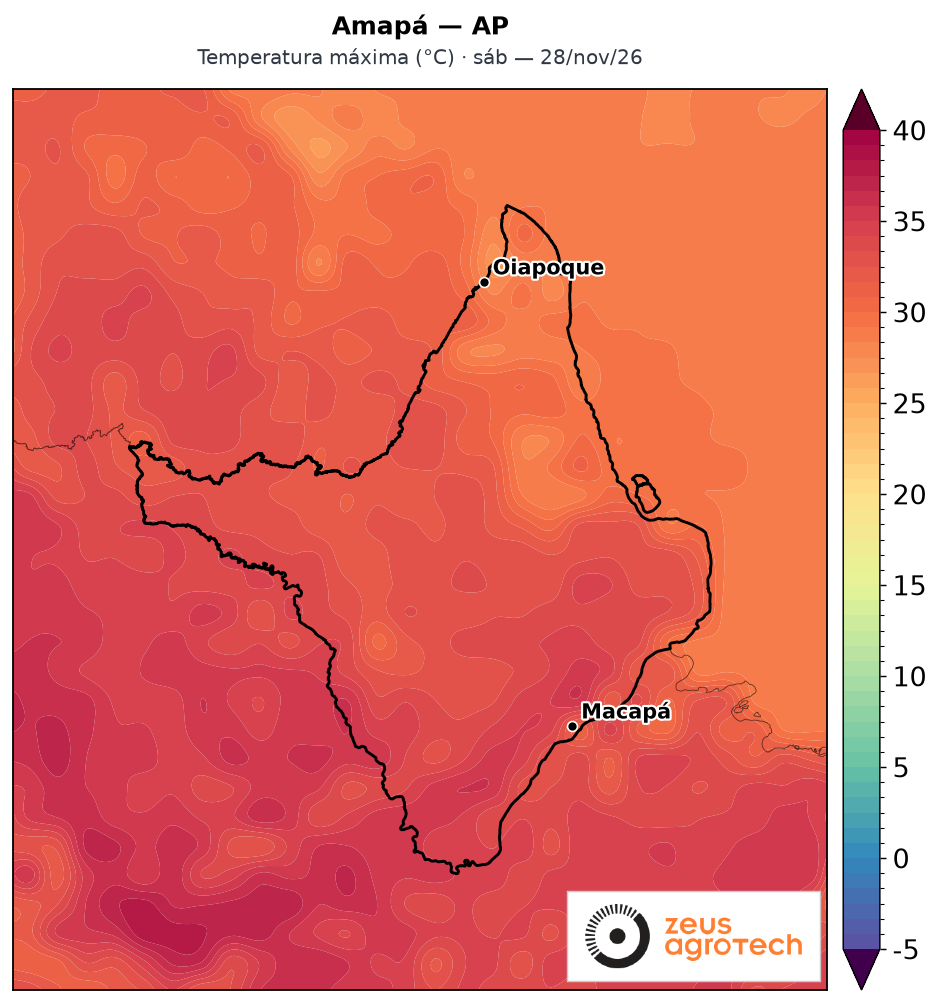 Amapá — AP
Temperatura máxima (°C) · sáb — 28/nov/26
40
35
30
25
20
15
10
5
0
-5
Oiapoque
Macapá
zeus
agrotech